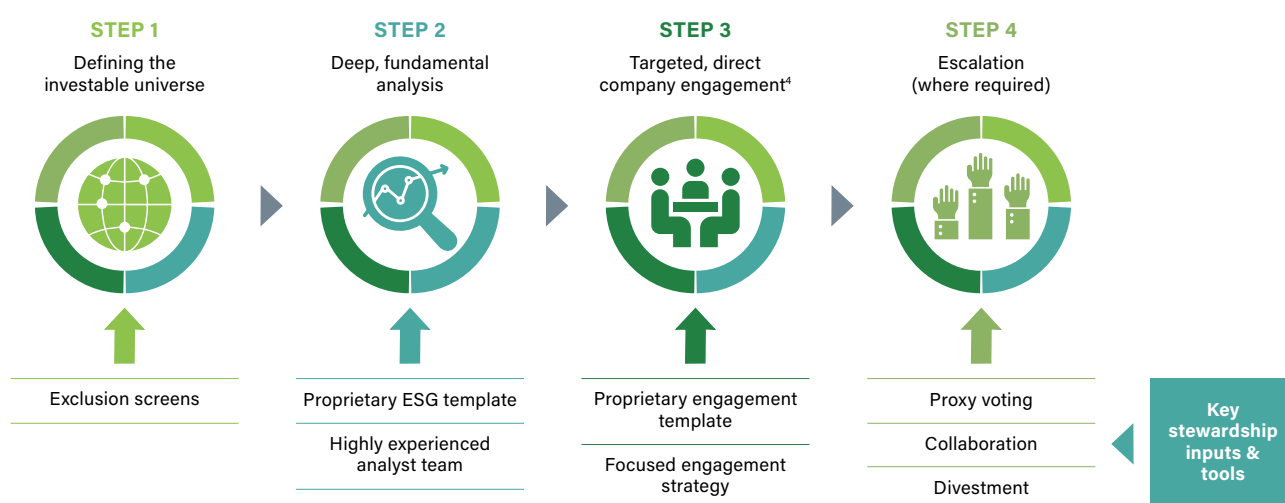 STEP 1
Defining the
investable universe
Exclusion screens
STEP 2
Deep, fundamental
analysis
Proprietary ESG template
Highly experienced
analyst team
STEP 3
Targeted, direct
company engagement⁴
Proprietary engagement
template
Focused engagement
strategy
STEP 4
Escalation
(where required)
Proxy voting
Collaboration
Divestment
Key
stewardship
inputs &
tools